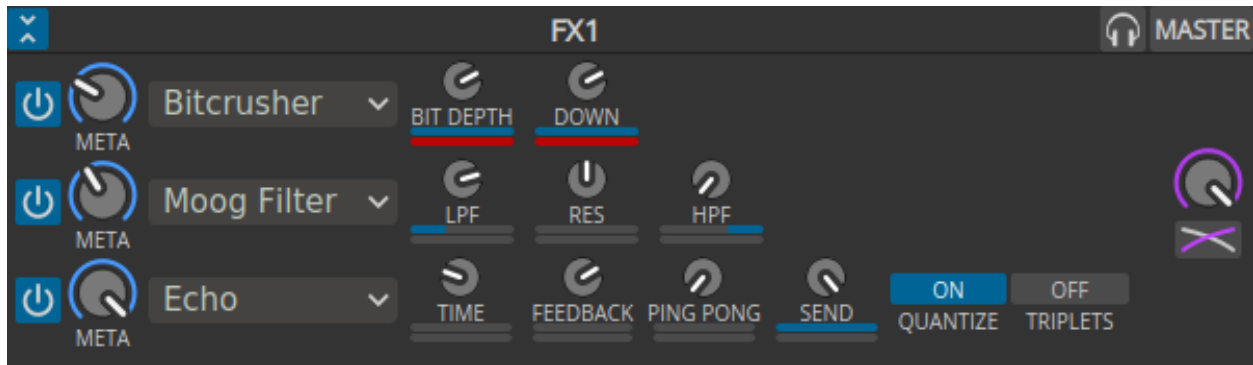 FX1 MASTER
Bitcrusher
META
BIT DEPTH DOWN
Moog Filter
META
LPF RES HPF
Echo
META
TIME FEEDBACK PING PONG SEND
ON OFF
QUANTIZE TRIPLETS